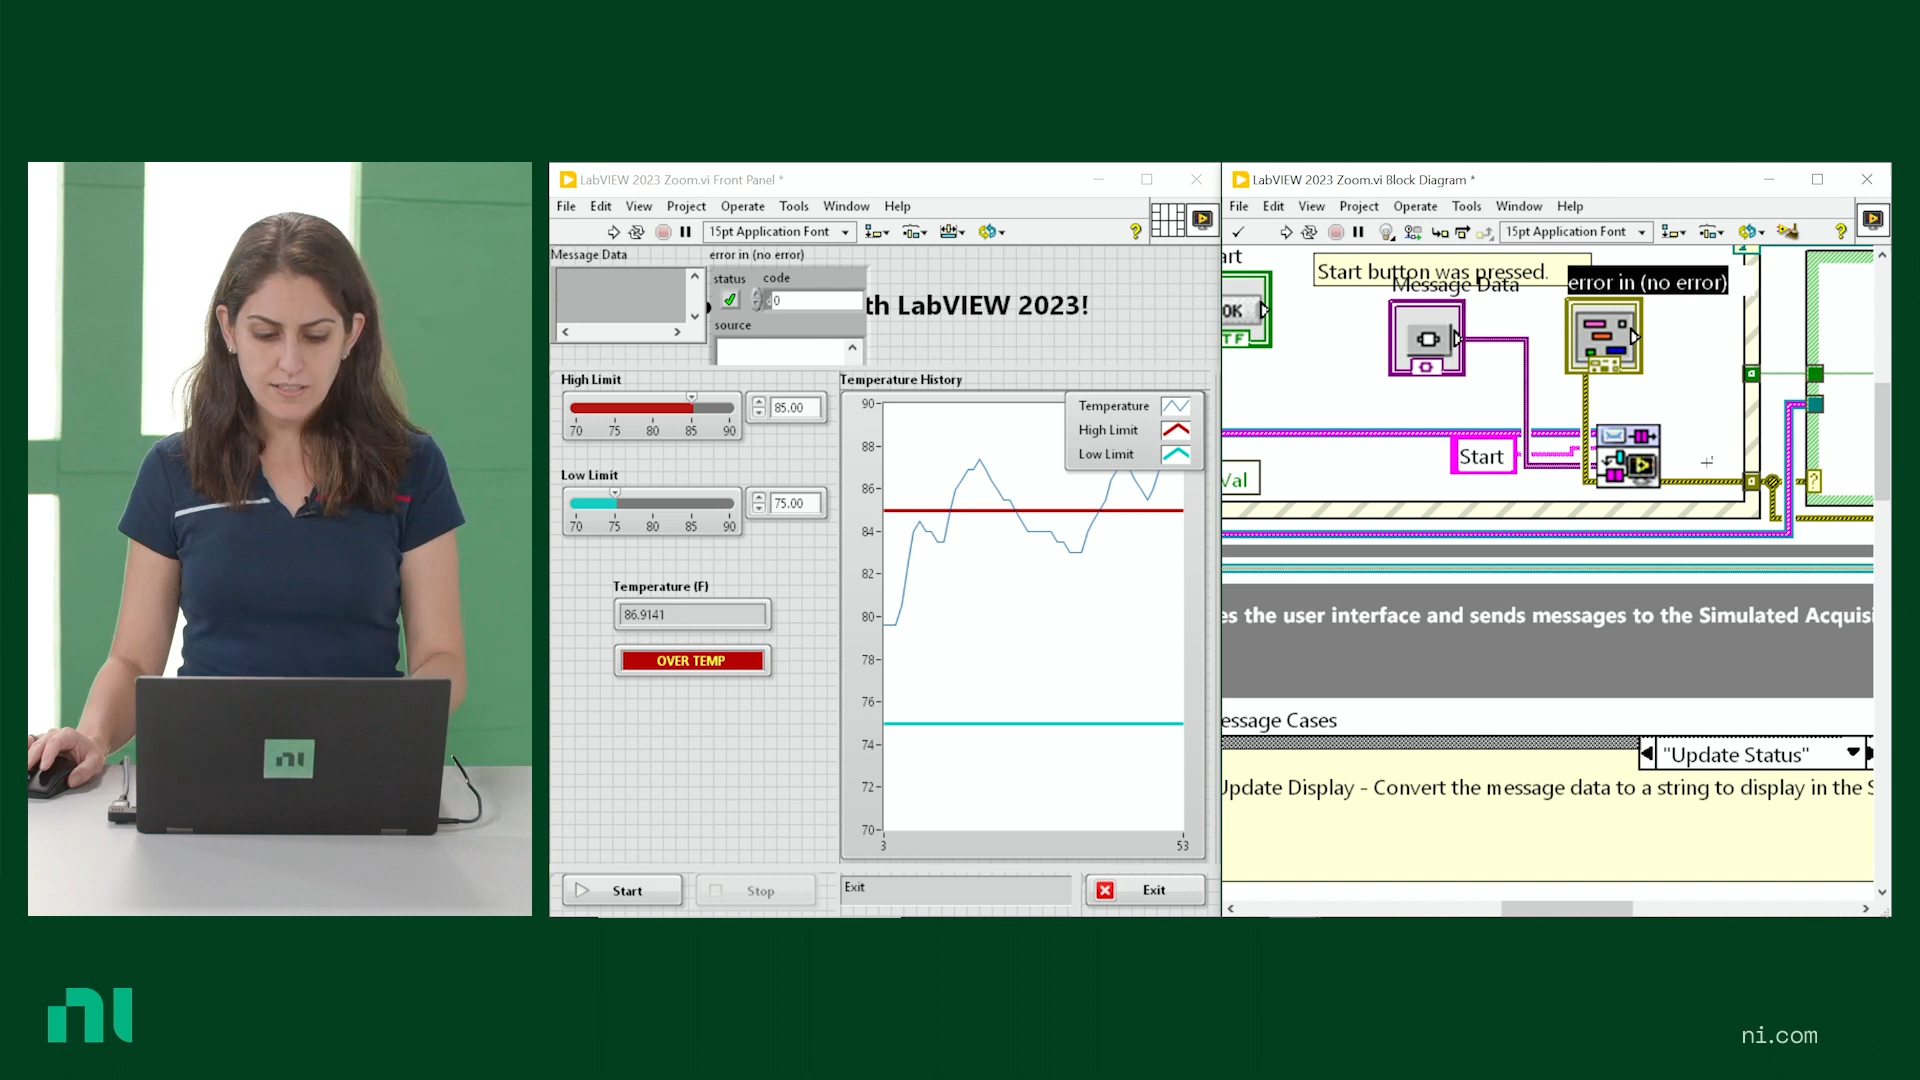 LabVIEW 2023 Zoom.vi Front Panel *
File Edit View Project Operate Tools Window Help
15pt Application Font
?
Message Data
error in (no error)
status code
0
source
th LabVIEW 2023!
High Limit
70 75 80 85 90
85.00
Low Limit
70 75 80 85 90
75.00
Temperature (F)
86.9141
OVER TEMP
Temperature History
Temperature
High Limit
Low Limit
90
88
86
84
82
80
78
76
74
72
70
3 53
Start
Stop
Exit
Exit
LabVIEW 2023 Zoom.vi Block Diagram *
File Edit View Project Operate Tools Window Help
15pt Application Font
?
rt
Start button was pressed.
Message Data
error in (no error)
OK
TF
Start
Val
?
es the user interface and sends messages to the Simulated Acquisi
essage Cases
"Update Status"
Update Display - Convert the message data to a string to display in the S
ni
ni
ni.com